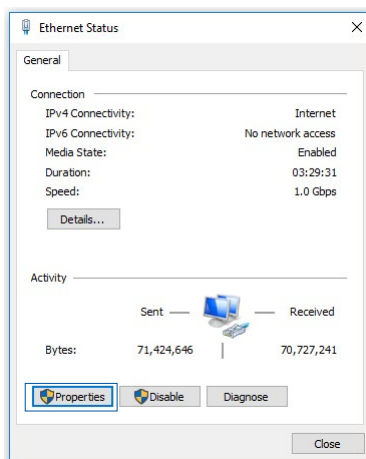 Ethernet Status
General
Connection
IPv4 Connectivity: Internet
IPv6 Connectivity: No network access
Media State: Enabled
Duration: 03:29:31
Speed: 1.0 Gbps
Details...
Activity
Sent Received
Bytes: 71,424,646 70,727,241
Properties Disable Diagnose
Close